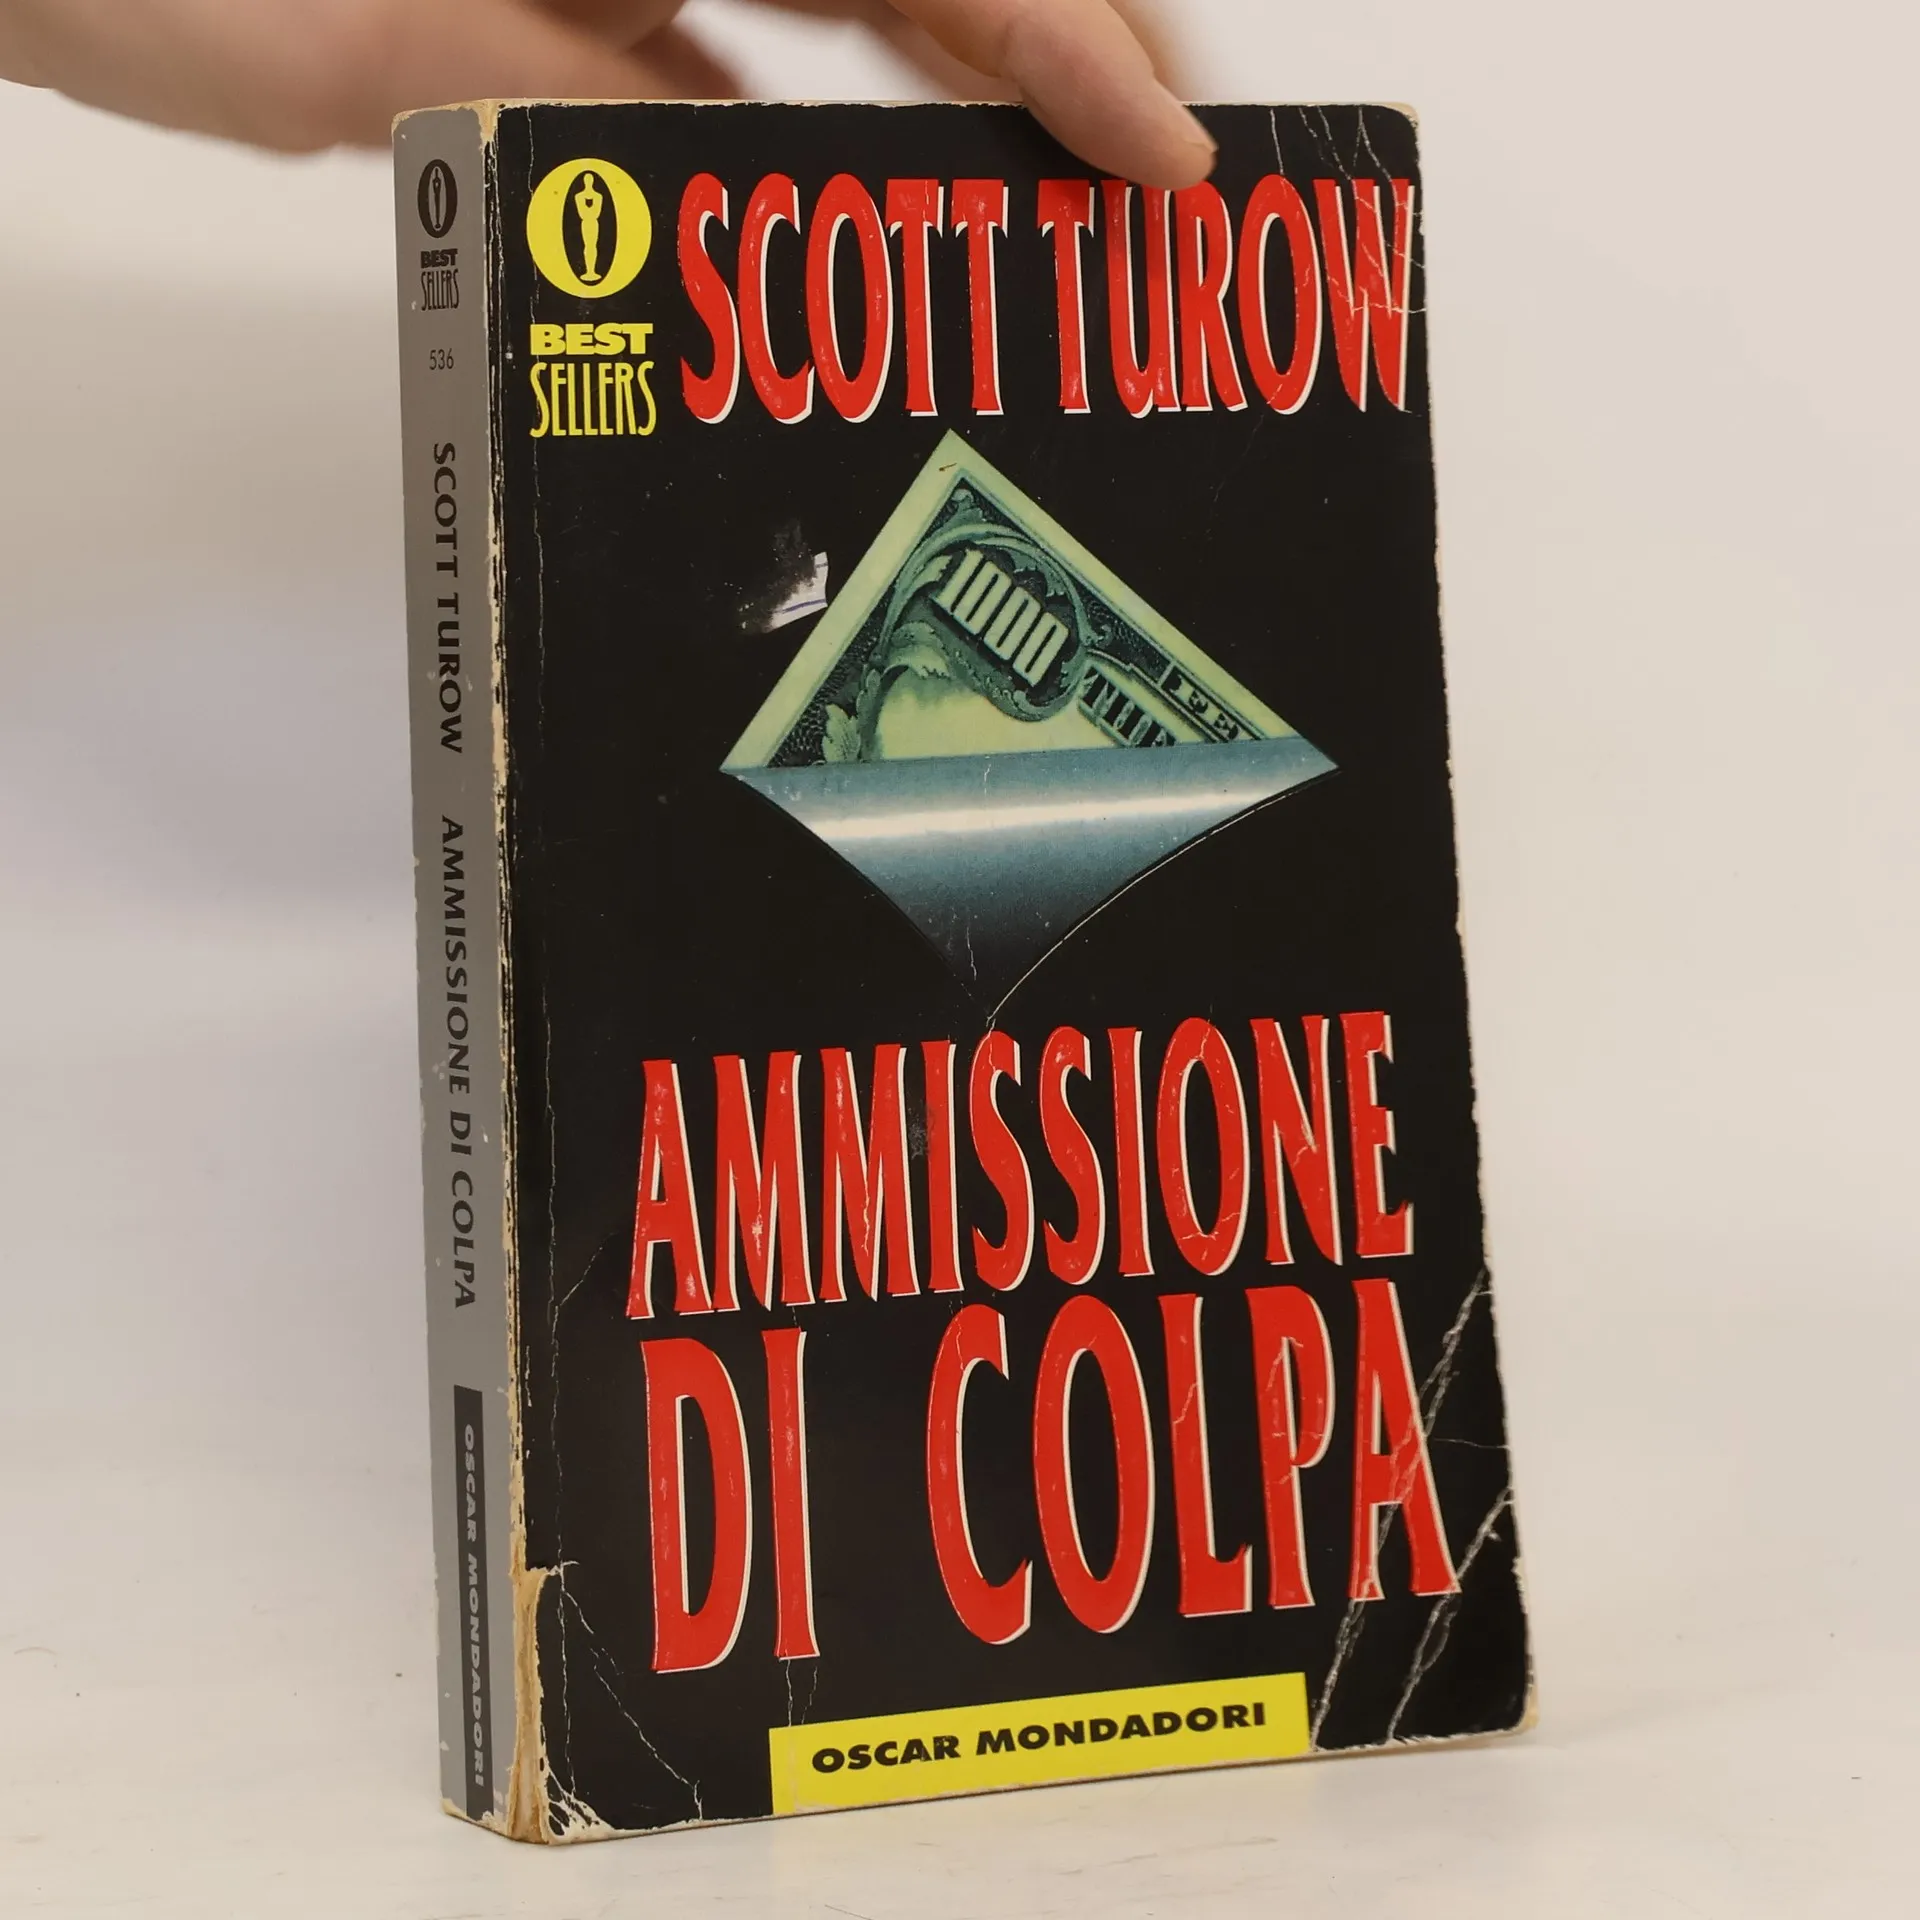 BEST
SELLERS
536
SCOTT TUROW AMMISSIONE DI COLPA
OSCAR MONDADORI
BEST
SELLERS
SCOTT TUROW
1000
THE
AMMISSIONE
DI COLPA
OSCAR MONDADORI